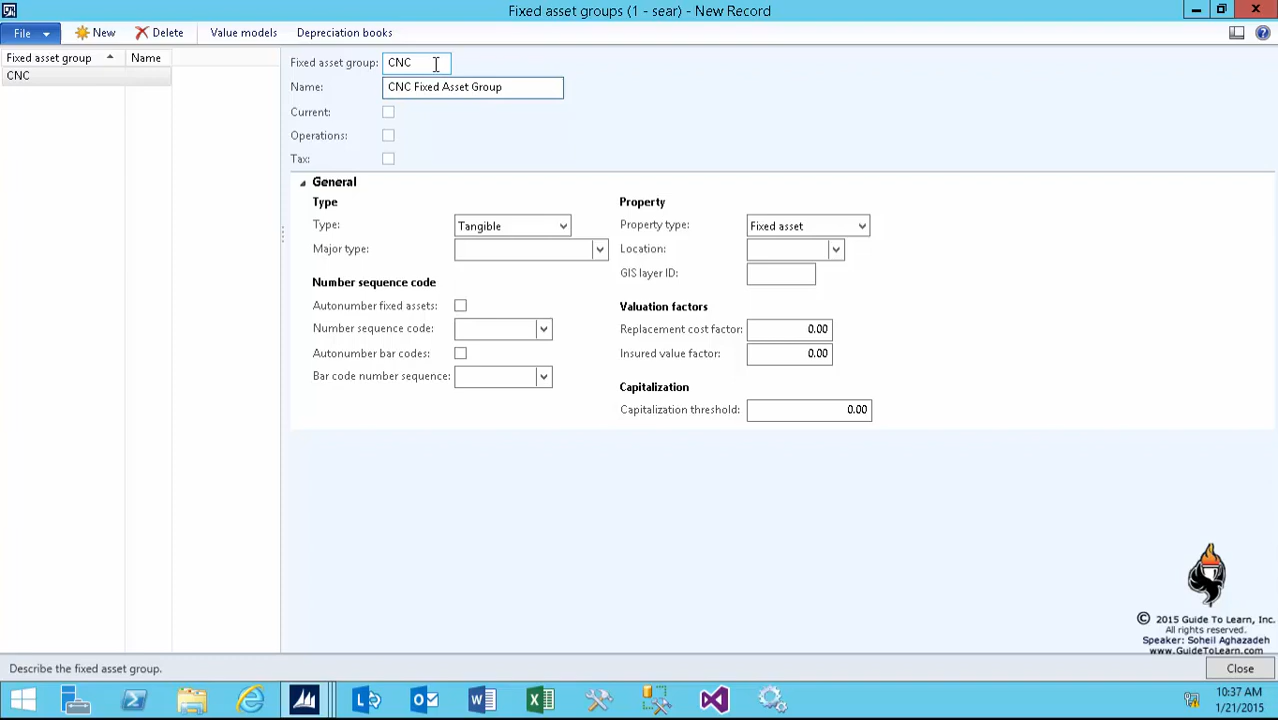 Fixed asset groups (1 - sear) - New Record
File New Delete Value models Depreciation books
Fixed asset group Name
CNC
Fixed asset group: CNC
Name: CNC Fixed Asset Group
Current:
Operations:
Tax:
General
Type
Type: Tangible
Major type:
Number sequence code
Autonumber fixed assets:
Number sequence code:
Autonumber bar codes:
Bar code number sequence:
Property
Property type: Fixed asset
Location:
GIS layer ID:
Valuation factors
Replacement cost factor: 0.00
Insured value factor: 0.00
Capitalization
Capitalization threshold: 0.00
© 2015 Guide To Learn, Inc.
All rights reserved.
Speaker: Soheil Aghazadeh
www.GuideToLearn.com
Describe the fixed asset group.
Close
10:37 AM
1/21/2015